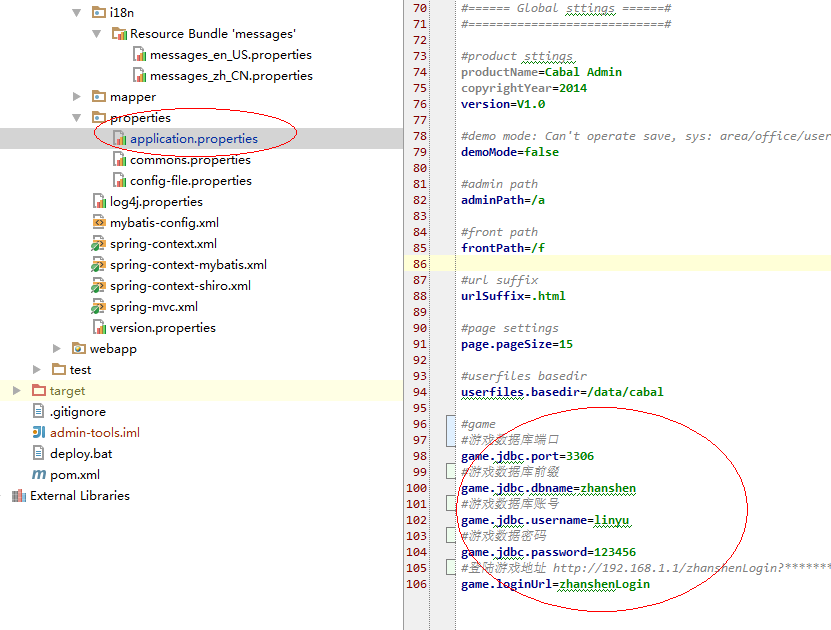 i18n
Resource Bundle 'messages'
messages_en_US.properties
messages_zh_CN.properties
mapper
properties
application.properties
commons.properties
config-file.properties
log4j.properties
mybatis-config.xml
spring-context.xml
spring-context-mybatis.xml
spring-context-shiro.xml
spring-mvc.xml
version.properties
webapp
test
target
.gitignore
admin-tools.iml
deploy.bat
pom.xml
External Libraries
70 #====== Global sttings ======#
71 #============================#
72
73 #product sttings
74 productName=Cabal Admin
75 copyrightYear=2014
76 version=V1.0
77
78 #demo mode: Can't operate save, sys: area/office/user
79 demoMode=false
80
81 #admin path
82 adminPath=/a
83
84 #front path
85 frontPath=/f
86
87 #url suffix
88 urlSuffix=.html
89
90 #page settings
91 page.pageSize=15
92
93 #userfiles basedir
94 userfiles.basedir=/data/cabal
95
96 #game
97 #游戏数据库端口
98 game.jdbc.port=3306
99 #游戏数据库前缀
100 game.jdbc.dbname=zhanshen
101 #游戏数据库账号
102 game.jdbc.username=linyu
103 #游戏数据密码
104 game.jdbc.password=123456
105 #登陆游戏地址 http://192.168.1.1/zhanshenLogin?*******
106 game.loginUrl=zhanshenLogin